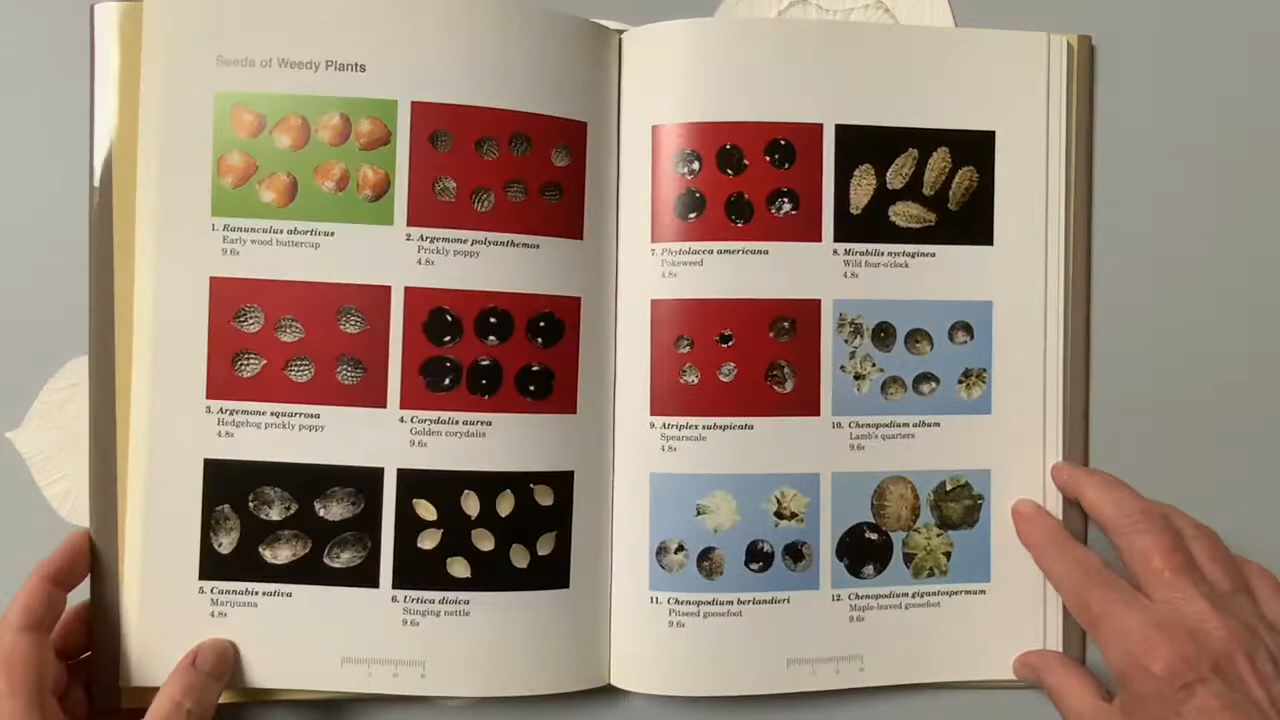 Seeds of Weedy Plants
1. Ranunculus abortivus
Early wood buttercup
9.6x
2. Argemone polyanthemos
Prickly poppy
4.8x
3. Argemone squarrosa
Hedgehog prickly poppy
4.8x
4. Corydalis aurea
Golden corydalis
9.6x
5. Cannabis sativa
Marijuana
4.8x
6. Urtica dioica
Stinging nettle
9.6x
7. Phytolacca americana
Pokeweed
4.8x
8. Mirabilis nyctaginea
Wild four-o'clock
4.8x
9. Atriplex subspicata
Spearscale
4.8x
10. Chenopodium album
Lamb's quarters
9.6x
11. Chenopodium berlandieri
Pitseed goosefoot
9.6x
12. Chenopodium gigantospermum
Maple-leaved goosefoot
9.6x